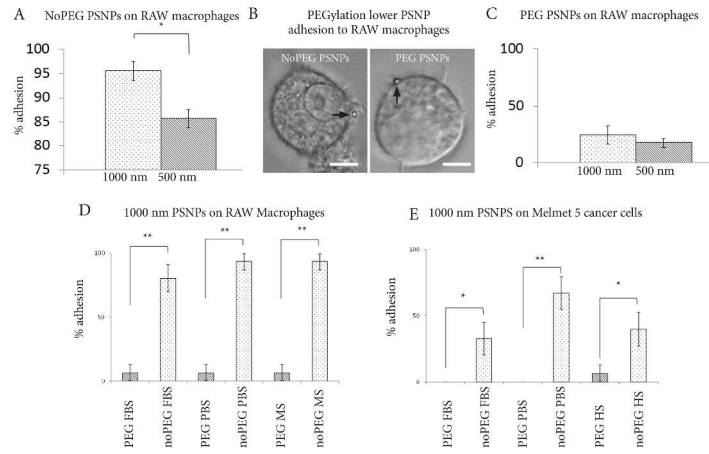 A
NoPEG PSNPs on RAW macrophages
*
100
95
90
85
80
75
% adhesion
1000 nm 500 nm
B
PEGylation lower PSNP
adhesion to RAW macrophages
NoPEG PSNPs
PEG PSNPs
C
PEG PSNPs on RAW macrophages
100
50
0
% adhesion
1000 nm 500 nm
D
1000 nm PSNPs on RAW Macrophages
** ** **
100
50
0
% adhesion
PEG FBS
noPEG FBS
PEG PBS
noPEG PBS
PEG MS
noPEG MS
E
1000 nm PSNPS on Melmet 5 cancer cells
* ** *
100
50
0
% adhesion
PEG FBS
noPEG FBS
PEG PBS
noPEG PBS
PEG HS
noPEG HS